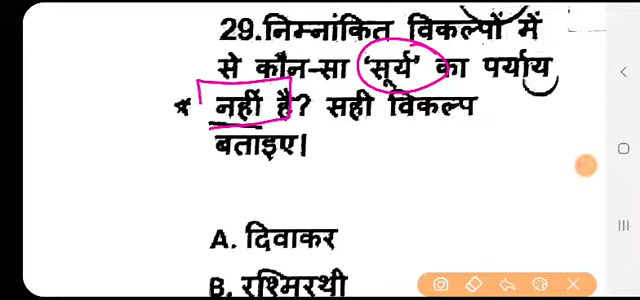 29.निम्नांकित विकल्पों में
से कौन-सा 'सूर्य' का पर्याय
नहीं है? सही विकल्प
बताइए।
A. दिवाकर
B. रश्मिरथी